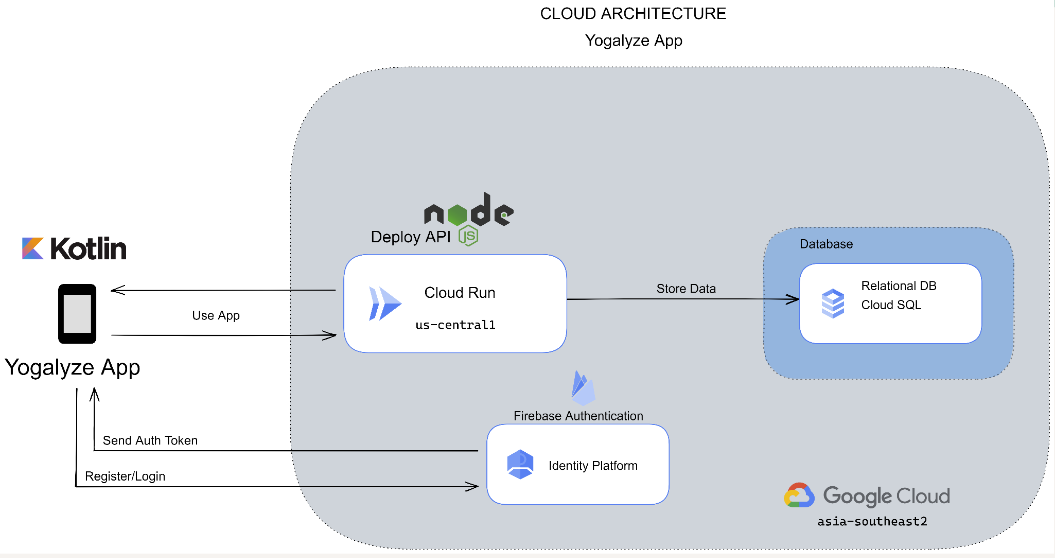 CLOUD ARCHITECTURE
Yogalyze App
node
JS
Deploy API
Kotlin
Database
Relational DB
Cloud SQL
Cloud Run
us-central1
Store Data
Use App
Yogalyze App
Firebase Authentication
Send Auth Token
Identity Platform
Register/Login
Google Cloud
asia-southeast2